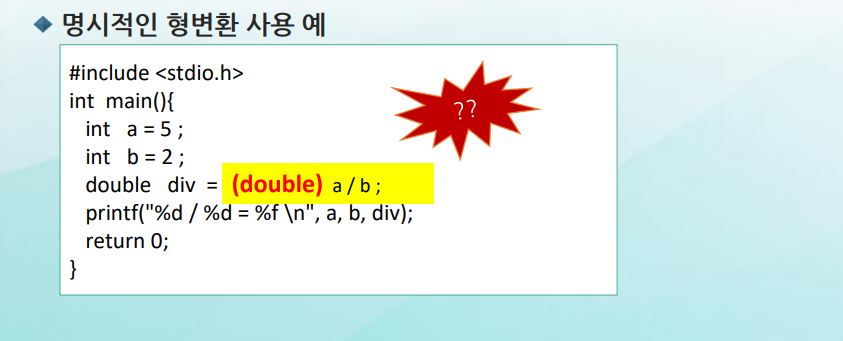 명시적인 형변환 사용 예
#include <stdio.h>
int main(){
int a = 5 ;
int b = 2 ;
double div = (double) a / b ;
printf("%d / %d = %f \n", a, b, div);
return 0;
}
??